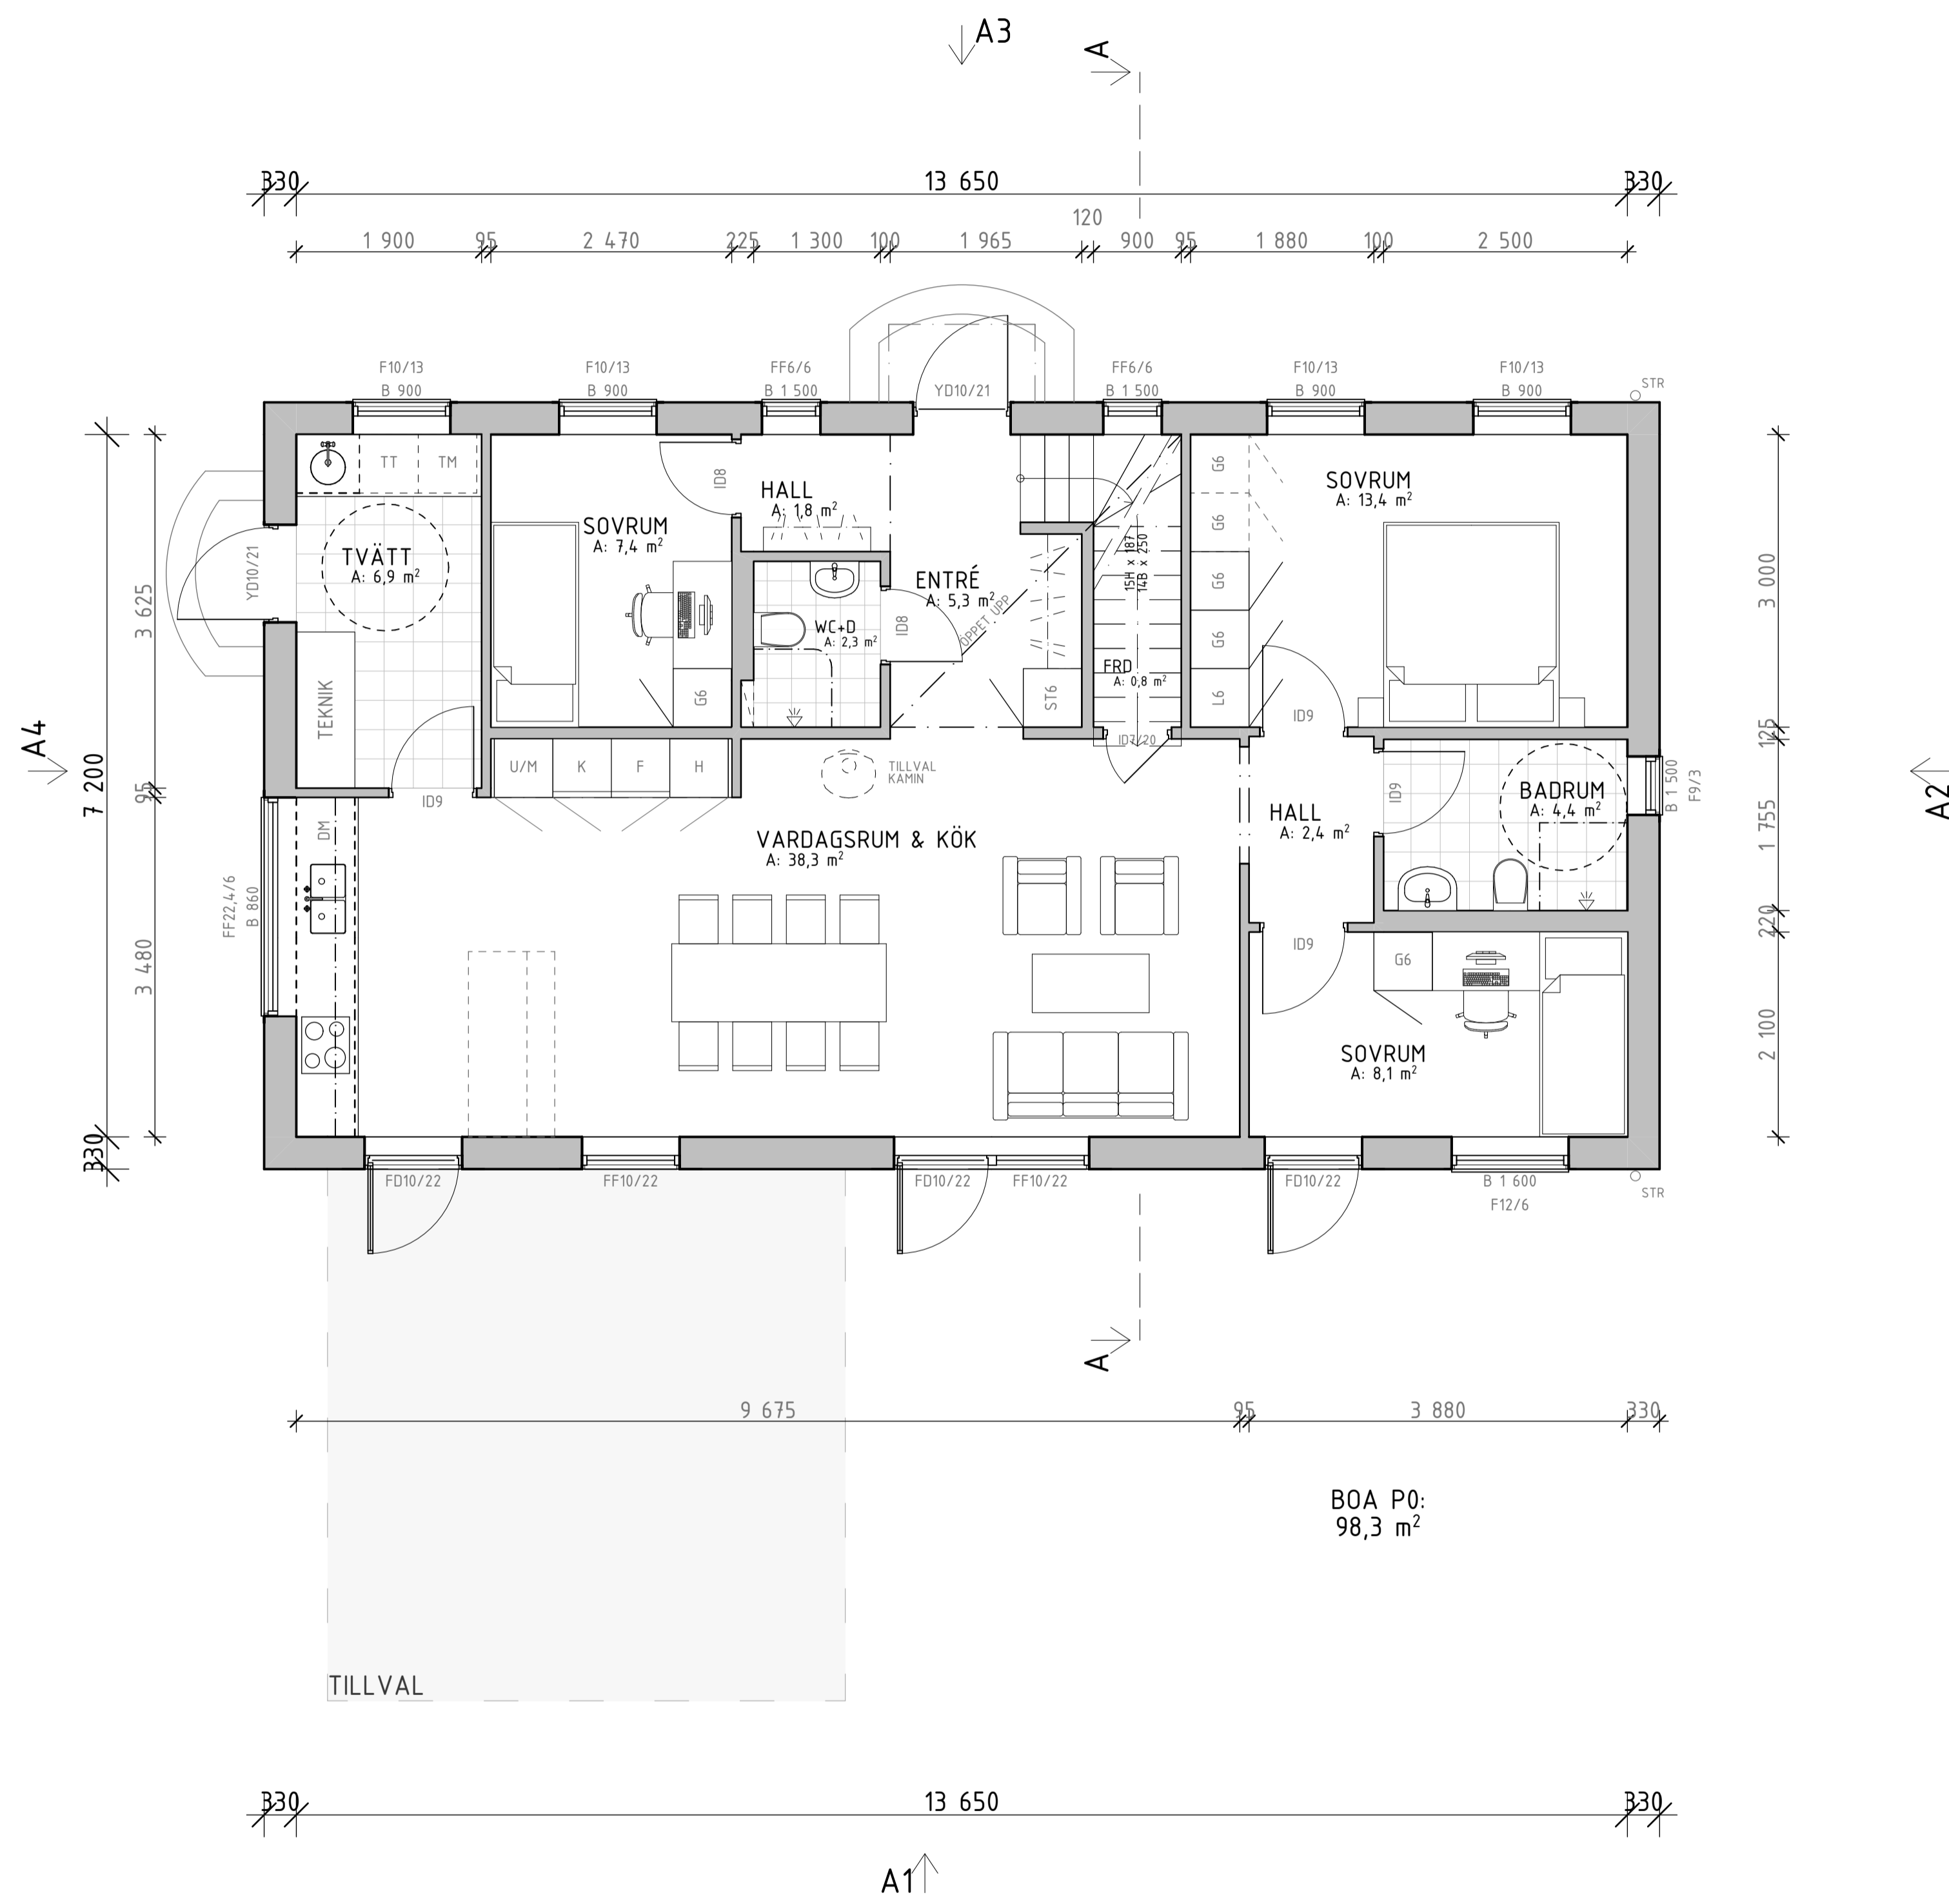 A3
A
330
13 650
330
120
1 900
95
2 470
225
1 300
100
1 965
900
95
1 880
100
2 500
F10/13
B 900
F10/13
B 900
FF6/6
B 1 500
YD10/21
FF6/6
B 1 500
F10/13
B 900
F10/13
B 900
STR
TT
TM
TVÄTT
A: 6,9 m²
YD10/21
TEKNIK
ID9
SOVRUM
A: 7,4 m²
ID8
G6
HALL
A: 1,8 m²
WC+D
A: 2,3 m²
ID8
ENTRÉ
A: 5,3 m²
ÖPPET UPP
ST6
15H x 187
14B x 250
FRD
A: 0,8 m²
ID7/20
G6
G6
G6
G6
L6
SOVRUM
A: 13,4 m²
ID9
U/M
K
F
H
TILLVAL
KAMIN
VARDAGSRUM & KÖK
A: 38,3 m²
DM
FF22,4/6
B 860
HALL
A: 2,4 m²
ID9
BADRUM
A: 4,4 m²
B 1 500
F9/3
ID9
G6
SOVRUM
A: 8,1 m²
A4
7 200
330
3 625
95
3 480
3 000
125
1 755
220
2 100
A2
FD10/22
FF10/22
FD10/22
FF10/22
FD10/22
B 1 600
F12/6
STR
A
9 675
95
3 880
330
BOA P0:
98,3 m²
TILLVAL
330
13 650
330
A1